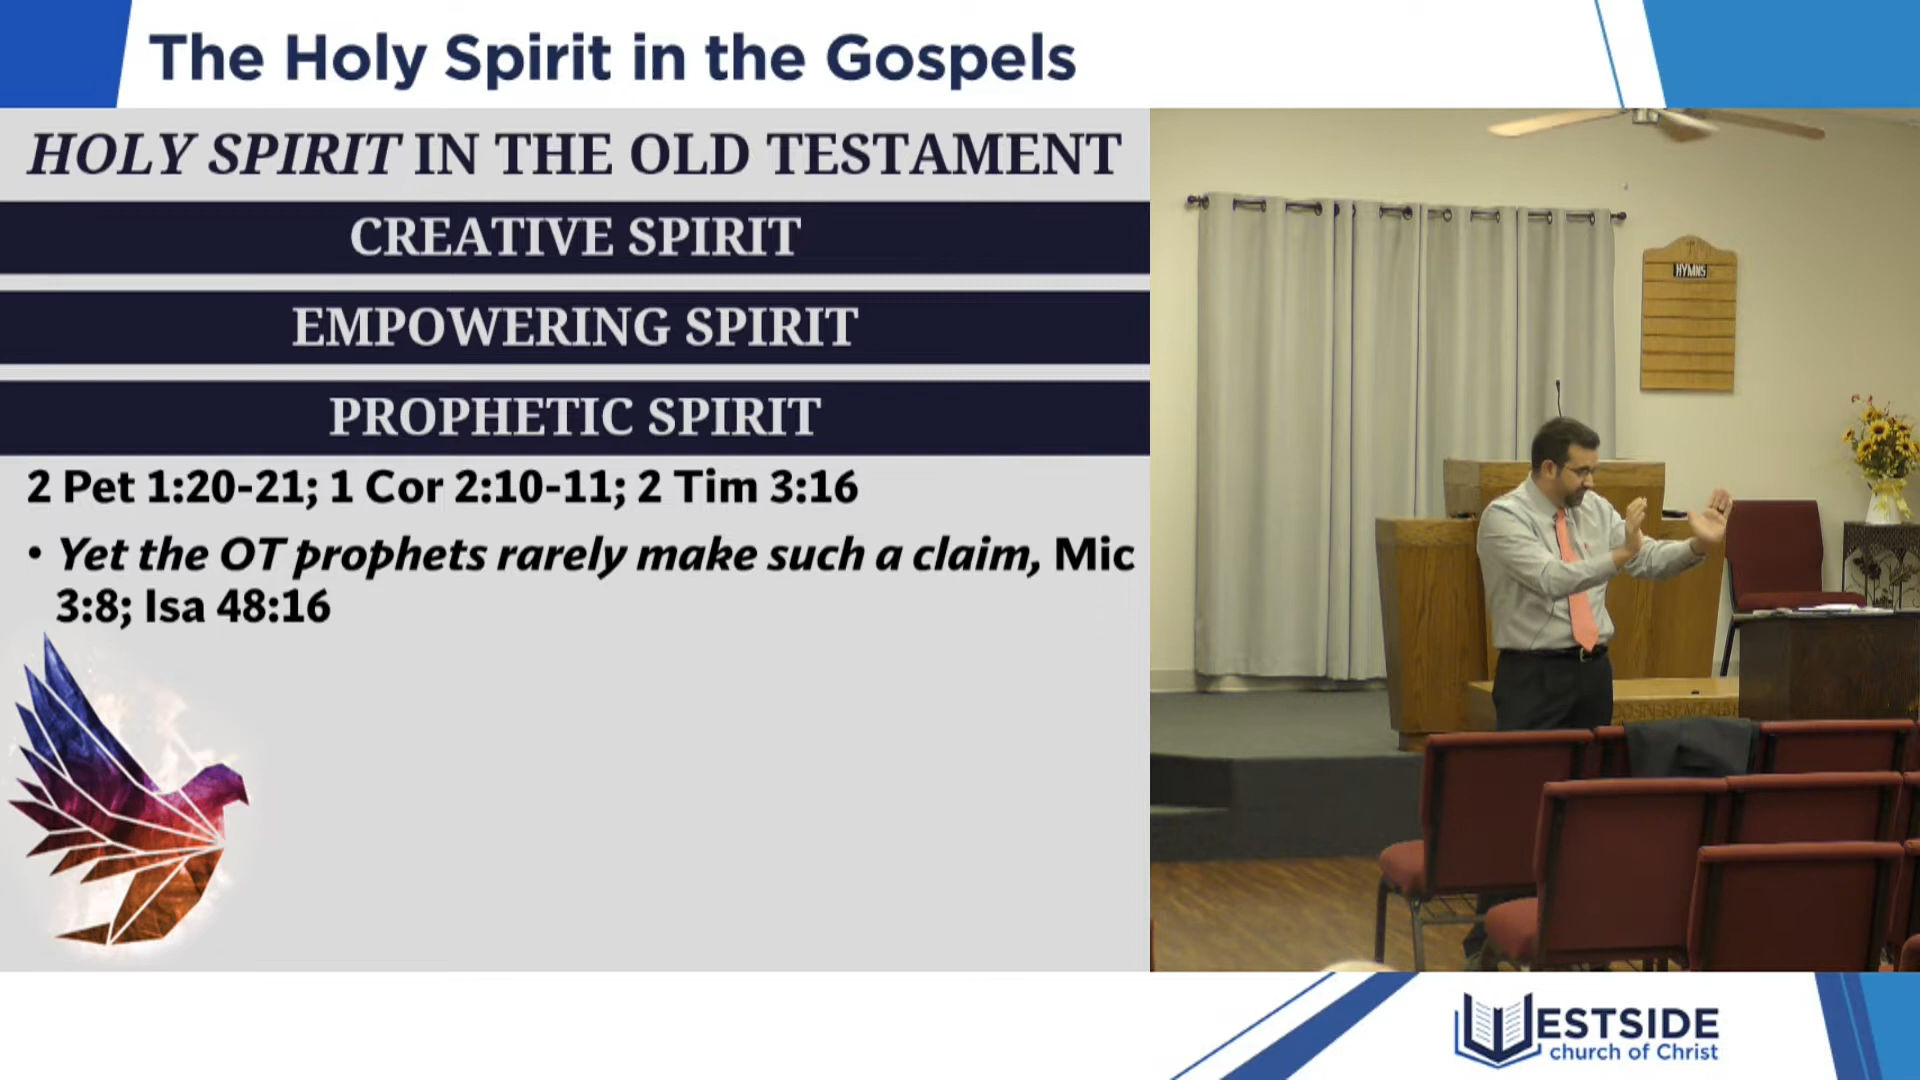 The Holy Spirit in the Gospels
HOLY SPIRIT IN THE OLD TESTAMENT
CREATIVE SPIRIT
EMPOWERING SPIRIT
PROPHETIC SPIRIT
2 Pet 1:20-21; 1 Cor 2:10-11; 2 Tim 3:16
• Yet the OT prophets rarely make such a claim, Mic
3:8; Isa 48:16
HYMNS
WESTSIDE
church of Christ